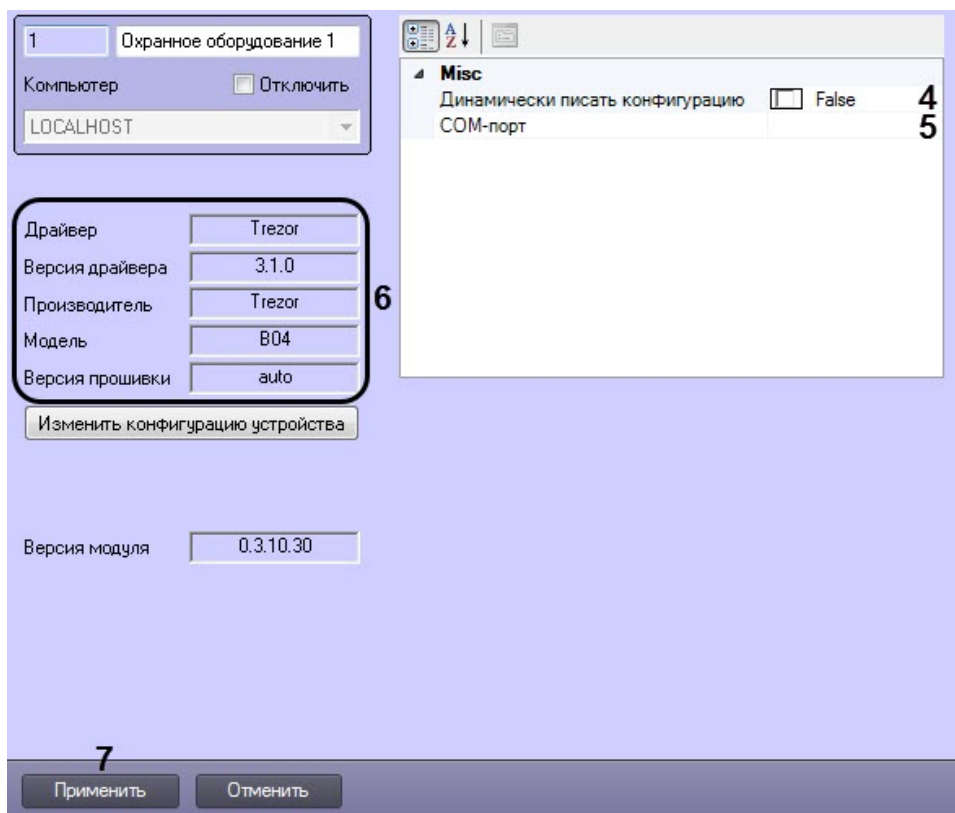 1
Охранное оборудование 1
Компьютер
Отключить
LOCALHOST
Драйвер Trezor
Версия драйвера 3.1.0
Производитель Trezor
Модель B04
Версия прошивки auto
6
Изменить конфигурацию устройства
Версия модуля 0.3.10.30
A
Z
Misc
Динамически писать конфигурацию False 4
COM-порт 5
7
Применить
Отменить